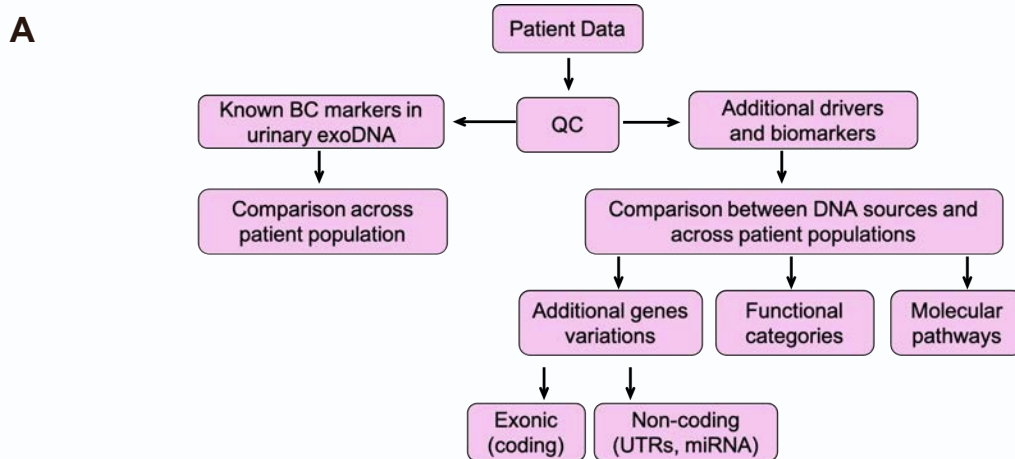 A
Patient Data
Known BC markers in
urinary exoDNA
QC
Additional drivers
and biomarkers
Comparison across
patient population
Comparison between DNA sources and
across patient populations
Additional genes
variations
Functional
categories
Molecular
pathways
Exonic
(coding)
Non-coding
(UTRs, miRNA)